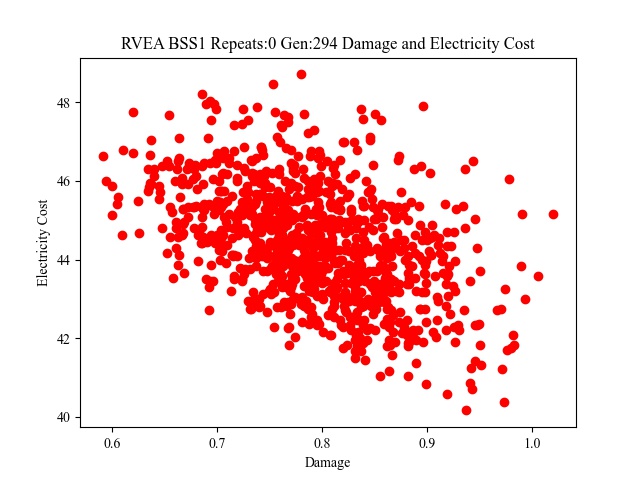 RVEA BSS1 Repeats:0 Gen:294 Damage and Electricity Cost
48
46
44
42
40
Electricity Cost
0.6 0.7 0.8 0.9 1.0
Damage